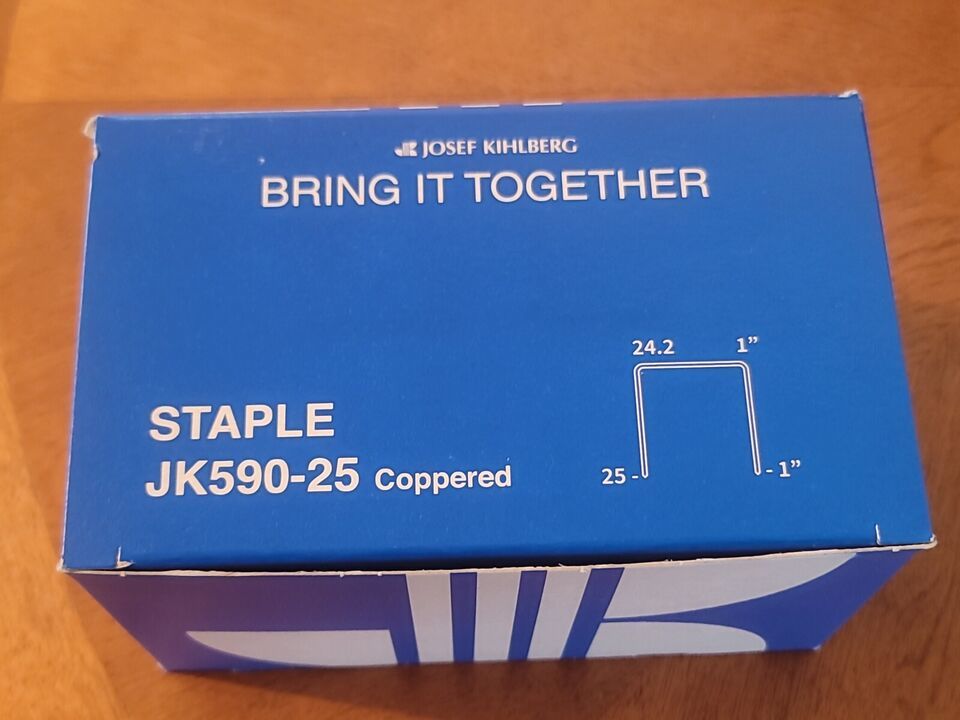 JOSEF KIHLBERG
BRING IT TOGETHER
24.2 1”
STAPLE
JK590-25 Coppered
25 - - 1”